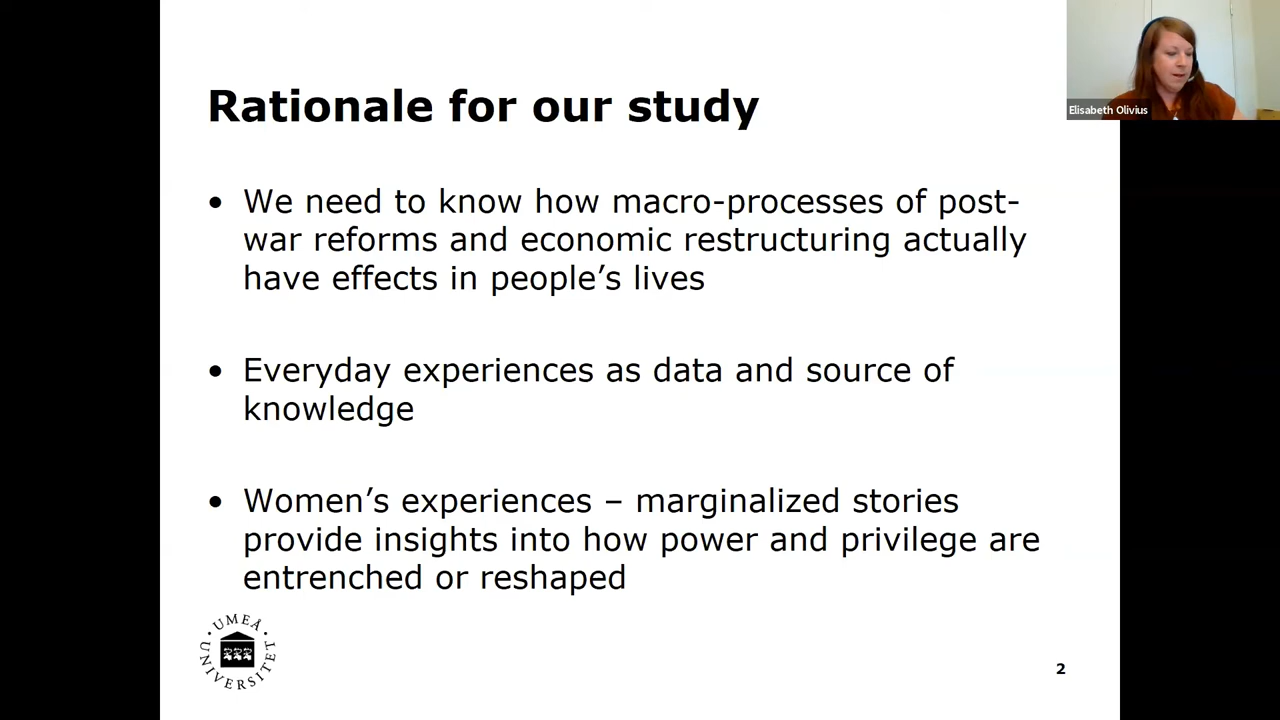 Rationale for our study
Elisabeth Olivius
• We need to know how macro-processes of post-
war reforms and economic restructuring actually
have effects in people’s lives
• Everyday experiences as data and source of
knowledge
• Women’s experiences – marginalized stories
provide insights into how power and privilege are
entrenched or reshaped
UMEÅ UNIVERSITET
2